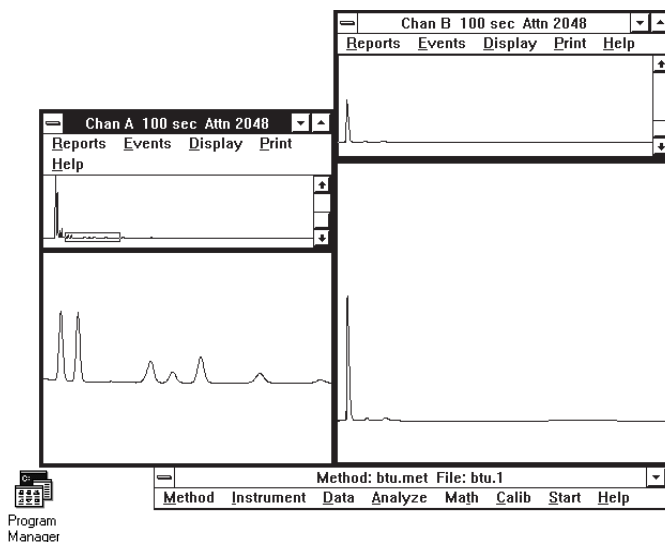 Chan B 100 sec Attn 2048
Reports Events Display Print Help
Chan A 100 sec Attn 2048
Reports Events Display Print
Help
Method: btu.met File: btu.1
Method Instrument Data Analyze Math Calib Start Help
C:\
Program
Manager